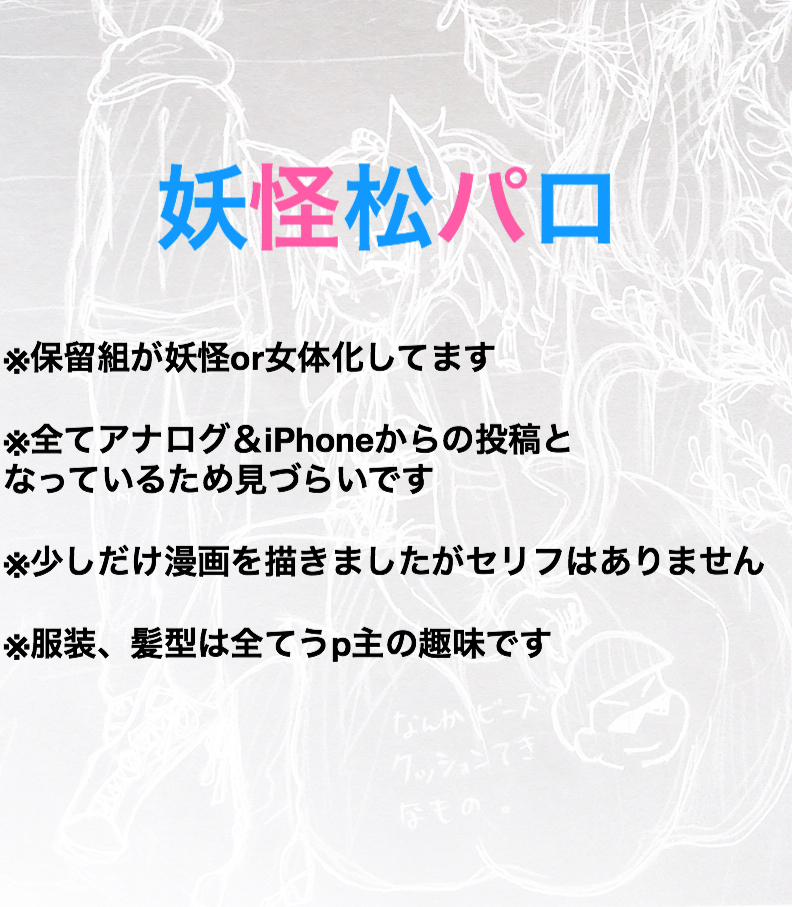 妖怪松パロ
※保留組が妖怪or女体化してます
※全てアナログ＆iPhoneからの投稿と
なっているため見づらいです
※少しだけ漫画を描きましたがセリフはありません
※服装、髪型は全てうp主の趣味です
なんかビーズ
クッションてき
なもの。